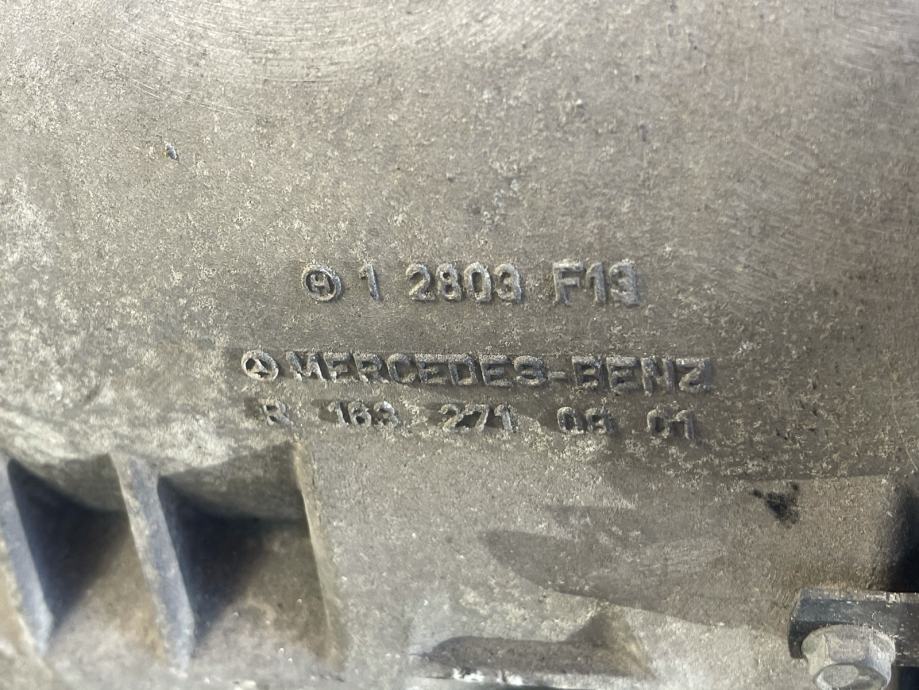 H 1 2803 F13
MERCEDES-BENZ
R 163 271 08 01